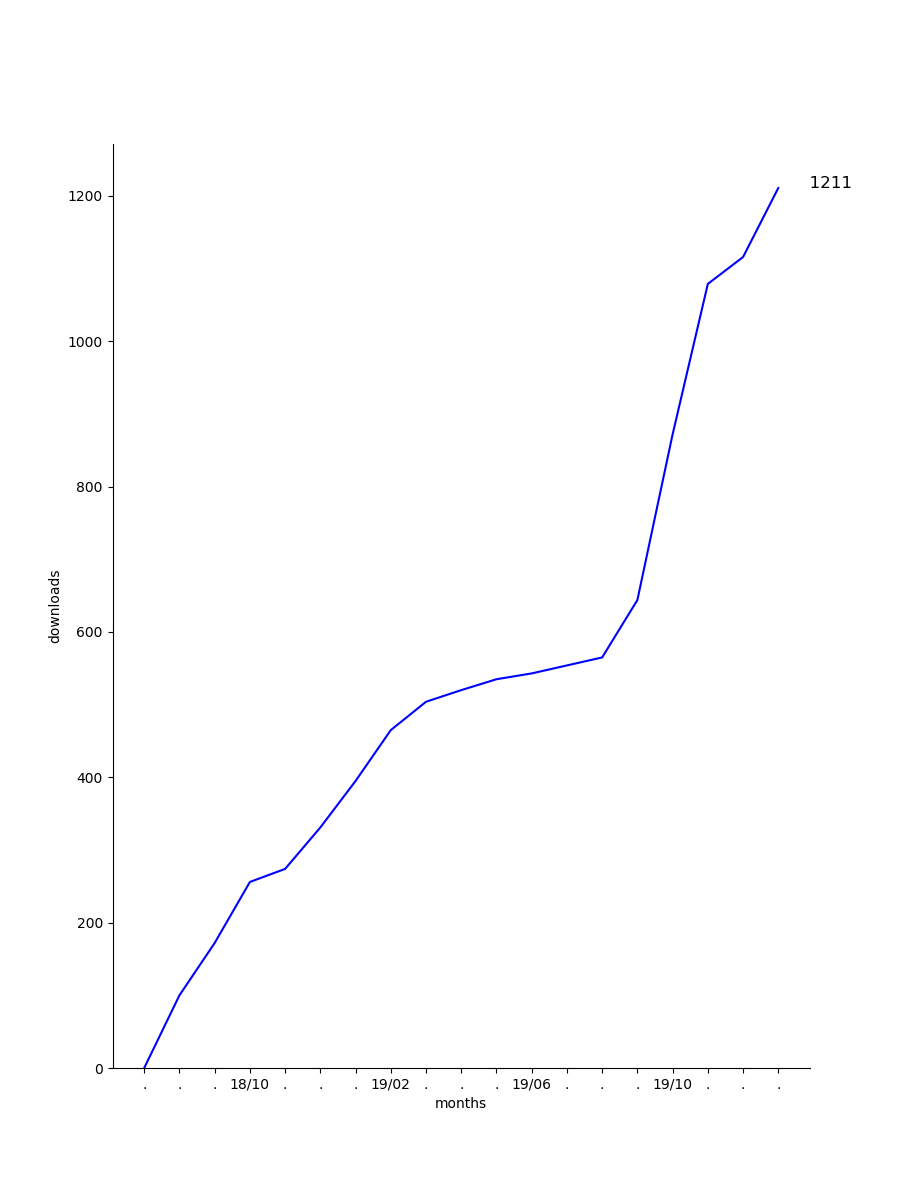 1211
1200
1000
800
600
400
200
0
downloads
. . . 18/10 . . . 19/02 . . . 19/06 . . . 19/10 . . .
months